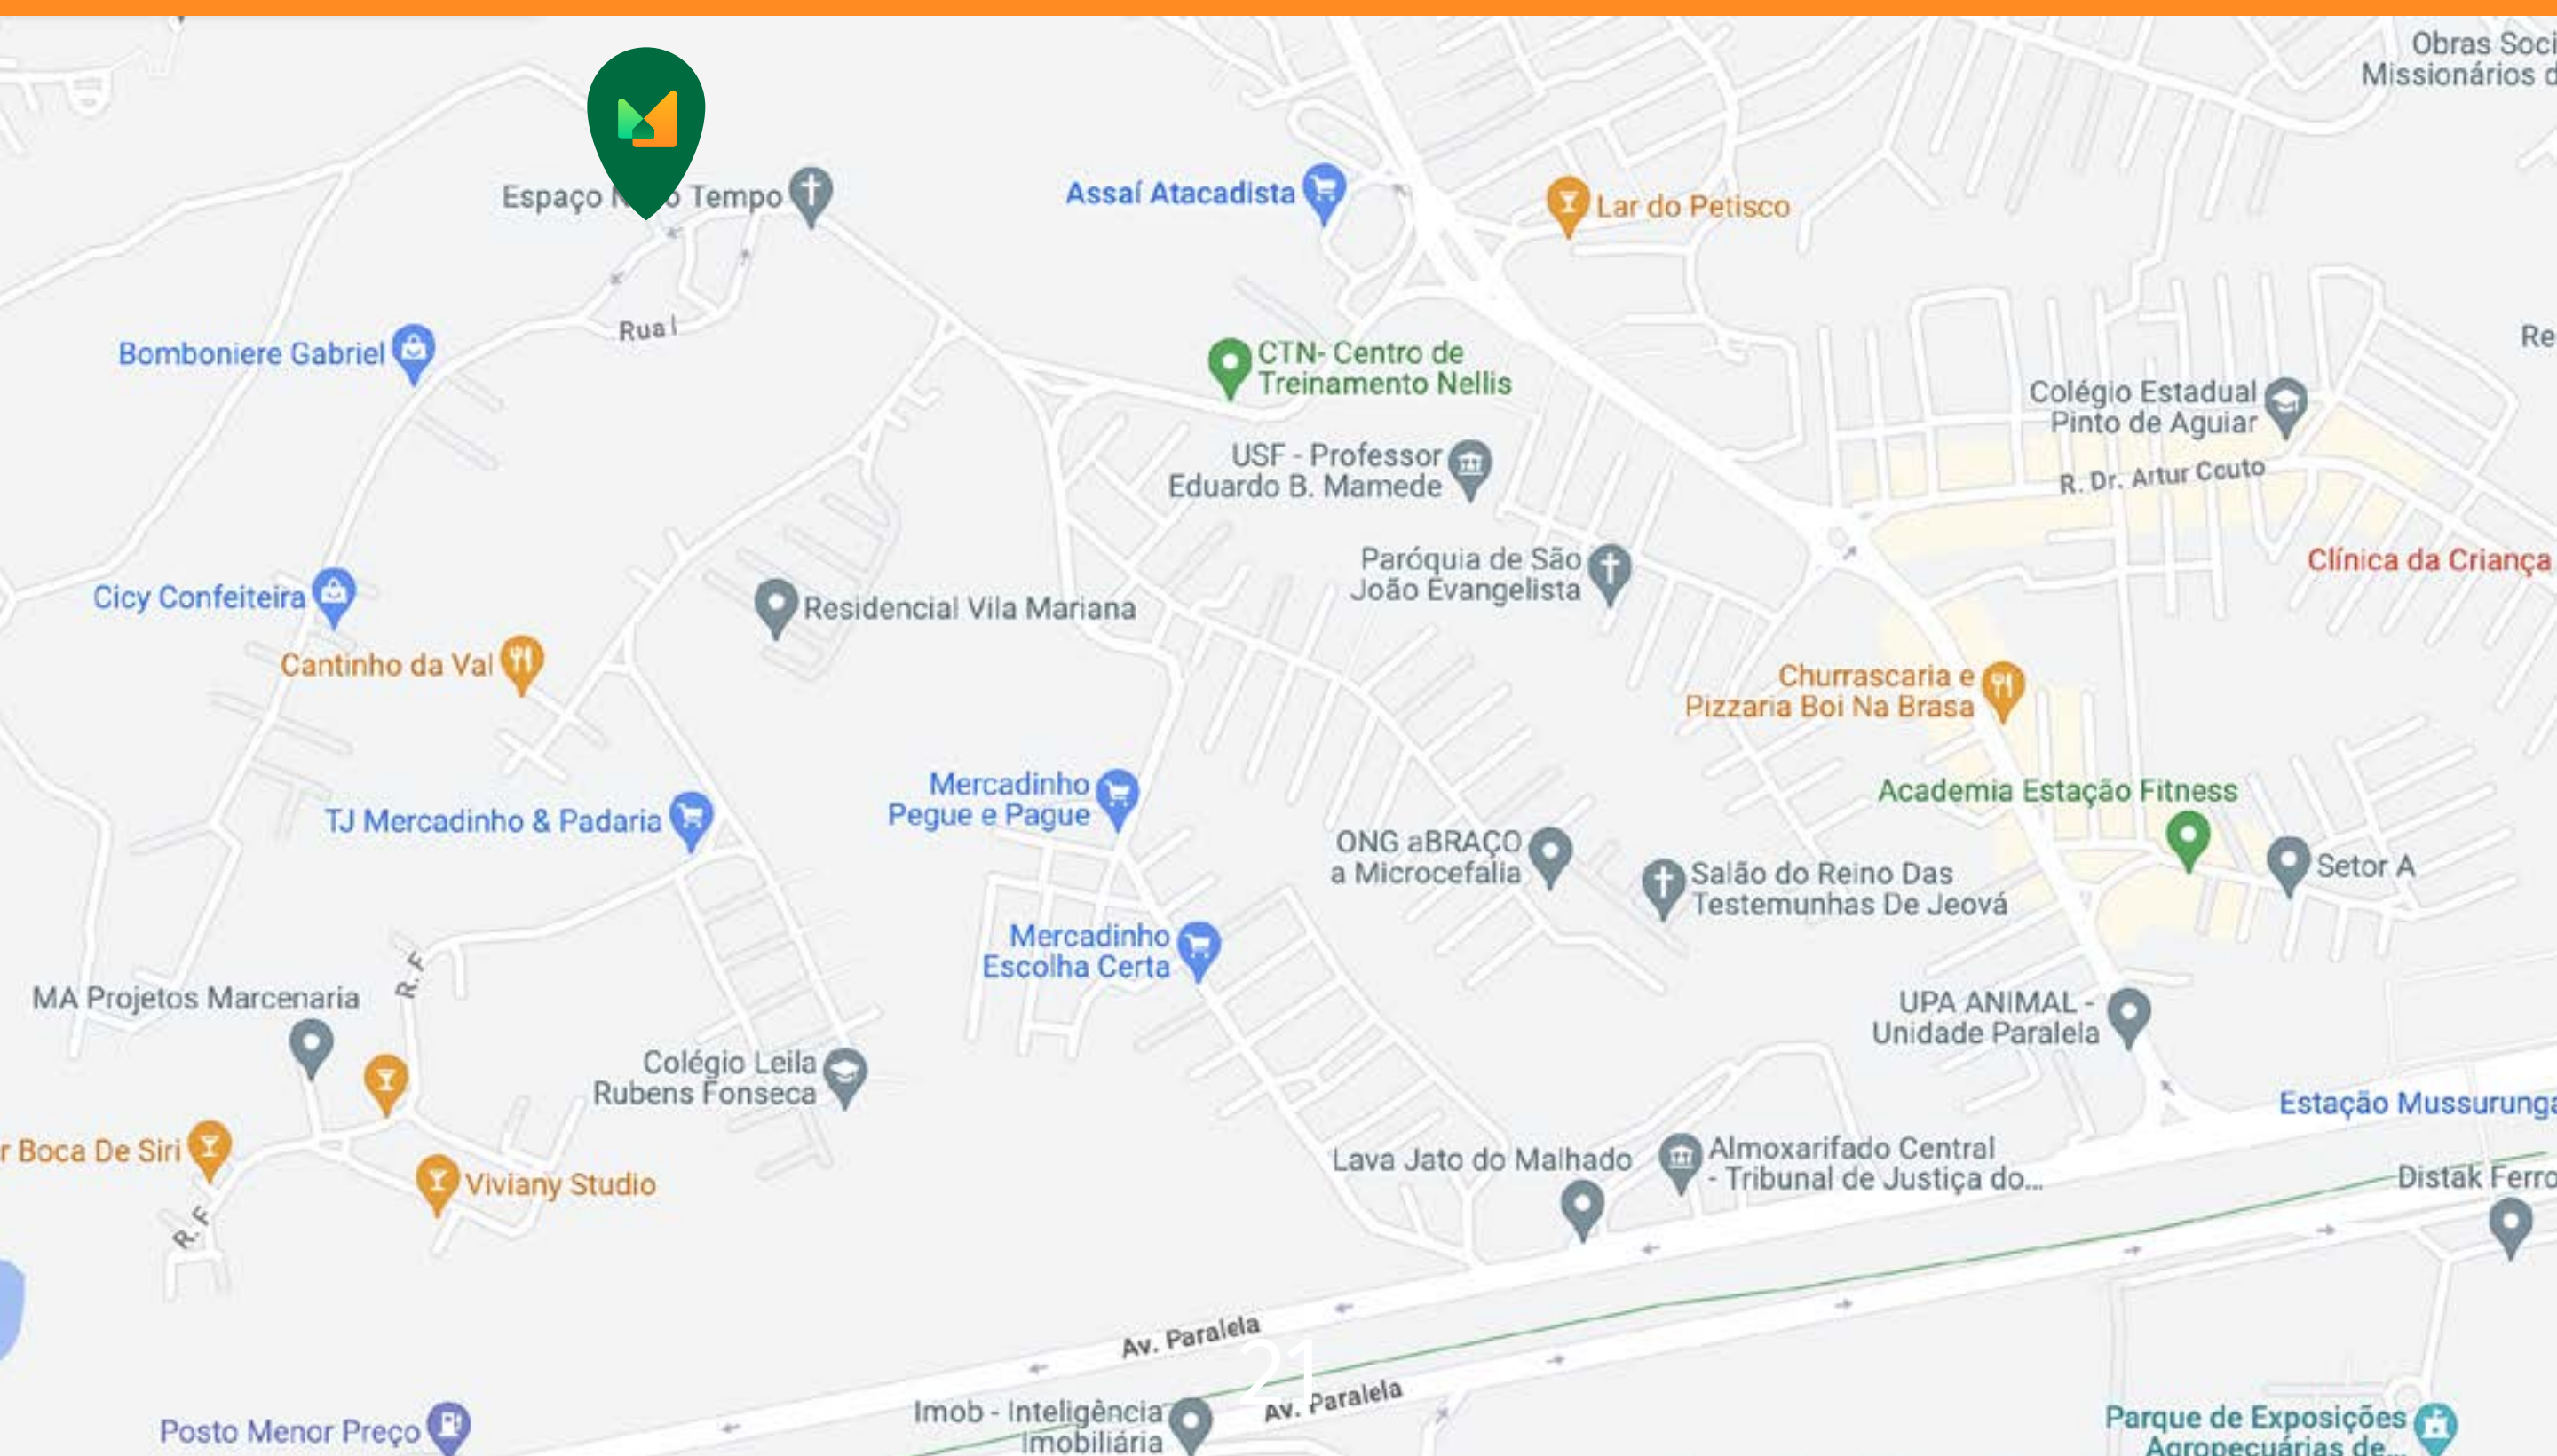 Obras Soci
Missionários d
Espaço N o Tempo
Assaí Atacadista
Lar do Petisco
Rua I
Bomboniere Gabriel
Re
CTN- Centro de
Treinamento Nellis
Colégio Estadual
Pinto de Aguiar
USF - Professor
Eduardo B. Mamede
R. Dr. Artur Couto
Paróquia de São
João Evangelista
Clínica da Criança
Cicy Confeiteira
Residencial Vila Mariana
Cantinho da Val
Churrascaria e
Pizzaria Boi Na Brasa
Mercadinho
Pegue e Pague
Academia Estação Fitness
TJ Mercadinho & Padaria
ONG aBRAÇO
a Microcefalia
Salão do Reino Das
Testemunhas De Jeová
Setor A
Mercadinho
Escolha Certa
R. F
MA Projetos Marcenaria
UPA ANIMAL -
Unidade Paralela
Colégio Leila
Rubens Fonseca
Estação Mussurunga
r Boca De Siri
Lava Jato do Malhado
Almoxarifado Central
- Tribunal de Justiça do...
Distak Ferro
Viviany Studio
R. F
Av. Paralela
21
Av. Paralela
Imob - Inteligência
Imobiliária
Posto Menor Preço
Parque de Exposições
Agropecuárias de...